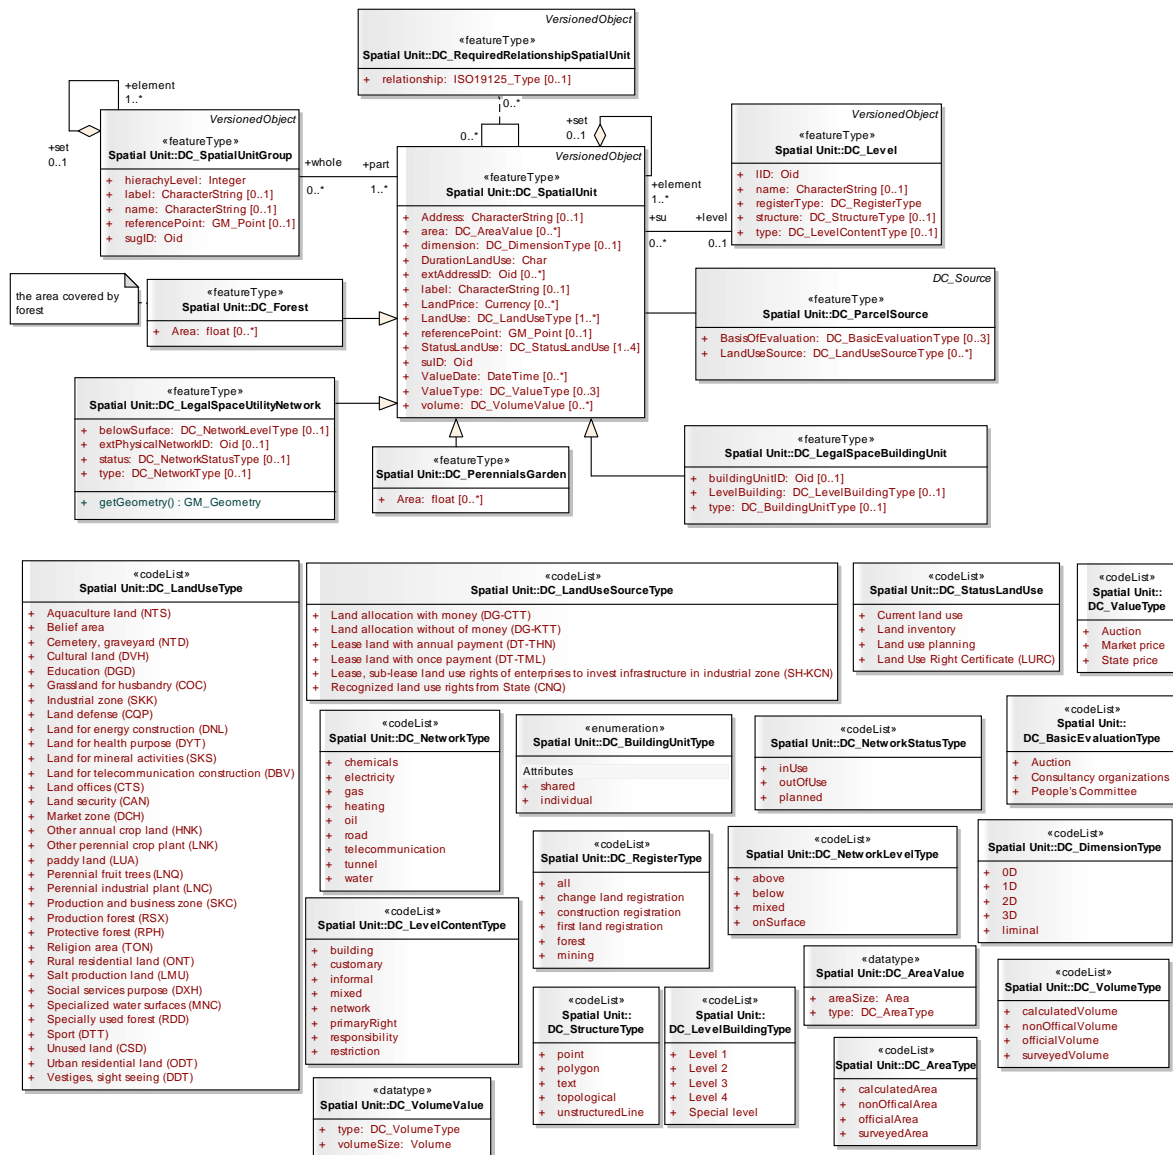 VersionedObject
«featureType»
Spatial Unit::DC_RequiredRelationshipSpatialUnit
+ relationship: ISO19125_Type [0..1]
0..*
0..*
+element
1..*
+set
0..1
VersionedObject
«featureType»
Spatial Unit::DC_SpatialUnitGroup
+ hierachyLevel: Integer
+ label: CharacterString [0..1]
+ name: CharacterString [0..1]
+ referencePoint: GM_Point [0..1]
+ sugID: Oid
+whole
0..*
+part
1..*
+set
0..1
+element
1..*
VersionedObject
«featureType»
Spatial Unit::DC_SpatialUnit
+ Address: CharacterString [0..1]
+ area: DC_AreaValue [0..*]
+ dimension: DC_DimensionType [0..1]
+ DurationLandUse: Char
+ extAddressID: Oid [0..*]
+ label: CharacterString [0..1]
+ LandPrice: Currency [0..*]
+ LandUse: DC_LandUseType [1..*]
+ referencePoint: GM_Point [0..1]
+ StatusLandUse: DC_StatusLandUse [1..4]
+ suID: Oid
+ ValueDate: DateTime [0..*]
+ ValueType: DC_ValueType [0..3]
+ volume: DC_VolumeValue [0..*]
+su
0..*
+level
0..1
VersionedObject
«featureType»
Spatial Unit::DC_Level
+ lID: Oid
+ name: CharacterString [0..1]
+ registerType: DC_RegisterType
+ structure: DC_StructureType [0..1]
+ type: DC_LevelContentType [0..1]
the area covered by
forest
«featureType»
Spatial Unit::DC_Forest
+ Area: float [0..*]
DC_Source
«featureType»
Spatial Unit::DC_ParcelSource
+ BasisOfEvaluation: DC_BasicEvaluationType [0..3]
+ LandUseSource: DC_LandUseSourceType [0..*]
«featureType»
Spatial Unit::DC_LegalSpaceUtilityNetwork
+ belowSurface: DC_NetworkLevelType [0..1]
+ extPhysicalNetworkID: Oid [0..1]
+ status: DC_NetworkStatusType [0..1]
+ type: DC_NetworkType [0..1]
+ getGeometry() : GM_Geometry
«featureType»
Spatial Unit::DC_PerennialsGarden
+ Area: float [0..*]
«featureType»
Spatial Unit::DC_LegalSpaceBuildingUnit
+ buildingUnitID: Oid [0..1]
+ LevelBuilding: DC_LevelBuildingType [0..1]
+ type: DC_BuildingUnitType [0..1]
«codeList»
Spatial Unit::DC_LandUseType
+ Aquaculture land (NTS)
+ Belief area
+ Cemetery, graveyard (NTD)
+ Cultural land (DVH)
+ Education (DGD)
+ Grassland for husbandry (COC)
+ Industrial zone (SKK)
+ Land defense (CQP)
+ Land for energy construction (DNL)
+ Land for health purpose (DYT)
+ Land for mineral activities (SKS)
+ Land for telecommunication construction (DBV)
+ Land offices (CTS)
+ Land security (CAN)
+ Market zone (DCH)
+ Other annual crop land (HNK)
+ Other perennial crop plant (LNK)
+ paddy land (LUA)
+ Perennial fruit trees (LNQ)
+ Perennial industrial plant (LNC)
+ Production and business zone (SKC)
+ Production forest (RSX)
+ Protective forest (RPH)
+ Religion area (TON)
+ Rural residential land (ONT)
+ Salt production land (LMU)
+ Social services purpose (DXH)
+ Specialized water surfaces (MNC)
+ Specially used forest (RDD)
+ Sport (DTT)
+ Unused land (CSD)
+ Urban residential land (ODT)
+ Vestiges, sight seeing (DDT)
«codeList»
Spatial Unit::DC_LandUseSourceType
+ Land allocation with money (DG-CTT)
+ Land allocation without of money (DG-KTT)
+ Lease land with annual payment (DT-THN)
+ Lease land with once payment (DT-TML)
+ Lease, sub-lease land use rights of enterprises to invest infrastructure in industrial zone (SH-KCN)
+ Recognized land use rights from State (CNQ)
«codeList»
Spatial Unit::DC_StatusLandUse
+ Current land use
+ Land inventory
+ Land use planning
+ Land Use Right Certificate (LURC)
«codeList»
Spatial Unit::
DC_ValueType
+ Auction
+ Market price
+ State price
«codeList»
Spatial Unit::DC_NetworkType
+ chemicals
+ electricity
+ gas
+ heating
+ oil
+ road
+ telecommunication
+ tunnel
+ water
«enumeration»
Spatial Unit::DC_BuildingUnitType
Attributes
+ shared
+ individual
«codeList»
Spatial Unit::DC_NetworkStatusType
+ inUse
+ outOfUse
+ planned
«codeList»
Spatial Unit::
DC_BasicEvaluationType
+ Auction
+ Consultancy organizations
+ People's Committee
«codeList»
Spatial Unit::DC_RegisterType
+ all
+ change land registration
+ construction registration
+ first land registration
+ forest
+ mining
«codeList»
Spatial Unit::DC_NetworkLevelType
+ above
+ below
+ mixed
+ onSurface
«codeList»
Spatial Unit::DC_DimensionType
+ 0D
+ 1D
+ 2D
+ 3D
+ liminal
«codeList»
Spatial Unit::DC_LevelContentType
+ building
+ customary
+ informal
+ mixed
+ network
+ primaryRight
+ responsibility
+ restriction
«datatype»
Spatial Unit::DC_AreaValue
+ areaSize: Area
+ type: DC_AreaType
«codeList»
Spatial Unit::DC_VolumeType
+ calculatedVolume
+ nonOfficalVolume
+ officialVolume
+ surveyedVolume
«codeList»
Spatial Unit::
DC_StructureType
+ point
+ polygon
+ text
+ topological
+ unstructuredLine
«codeList»
Spatial Unit::
DC_LevelBuildingType
+ Level 1
+ Level 2
+ Level 3
+ Level 4
+ Special level
«codeList»
Spatial Unit::DC_AreaType
+ calculatedArea
+ nonOfficalArea
+ officialArea
+ surveyedArea
«datatype»
Spatial Unit::DC_VolumeValue
+ type: DC_VolumeType
+ volumeSize: Volume